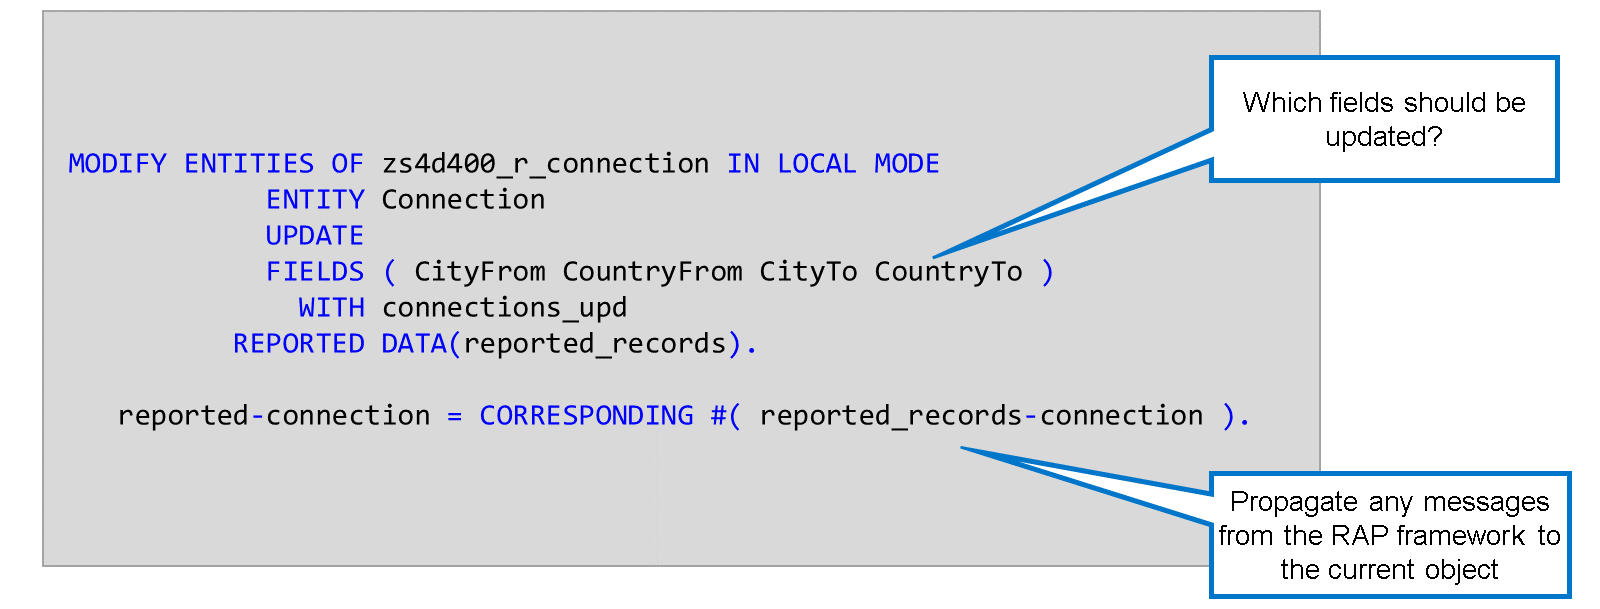 Which fields should be
updated?
MODIFY ENTITIES OF zs4d400_r_connection IN LOCAL MODE
ENTITY Connection
UPDATE
FIELDS ( CityFrom CountryFrom CityTo CountryTo )
WITH connections_upd
REPORTED DATA(reported_records).
reported-connection = CORRESPONDING #( reported_records-connection ).
Propagate any messages
from the RAP framework to
the current object